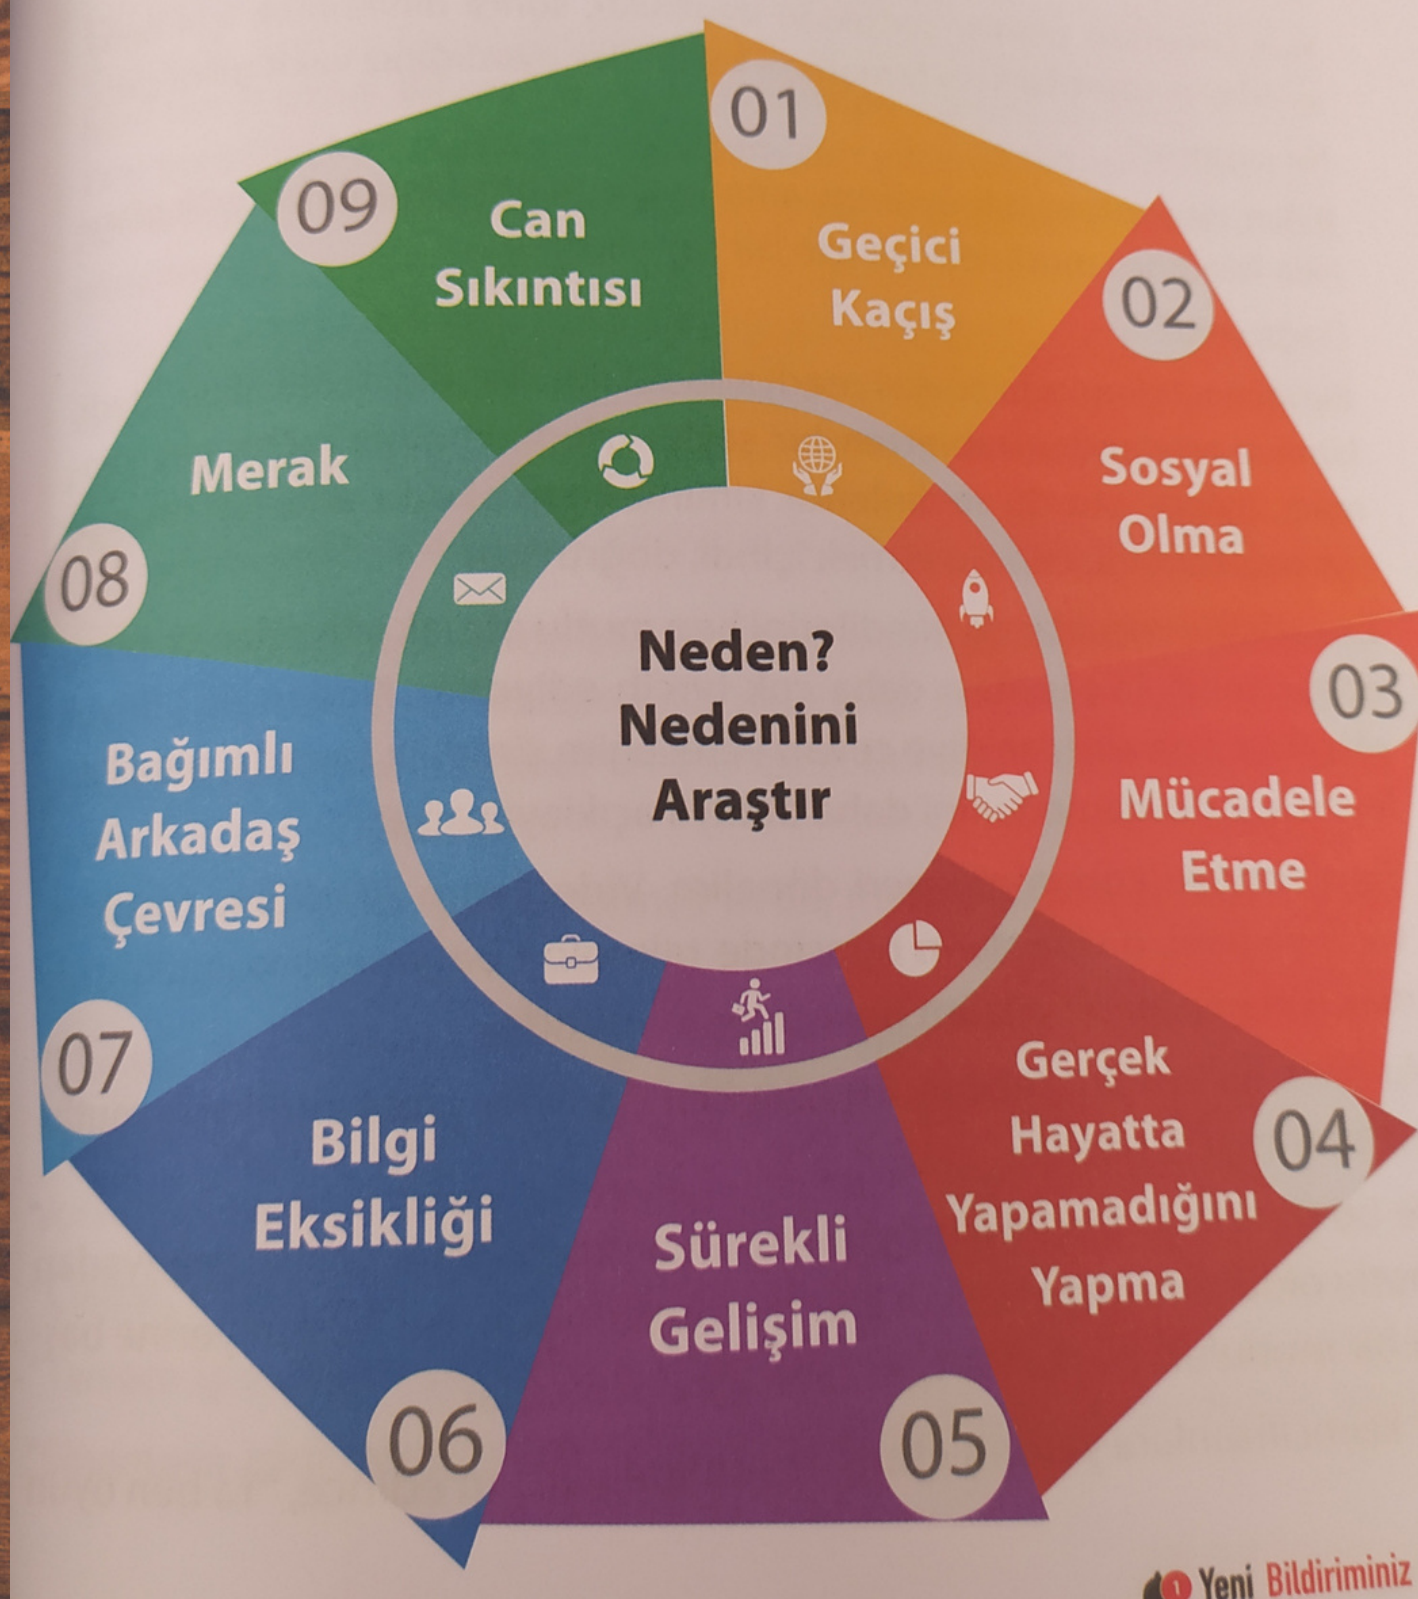 01
Geçici
Kaçış
02
Sosyal
Olma
03
Mücadele
Etme
04
Gerçek
Hayatta
Yapamadığını
Yapma
05
Sürekli
Gelişim
06
Bilgi
Eksikliği
07
Bağımlı
Arkadaş
Çevresi
08
Merak
09
Can
Sıkıntısı
Neden?
Nedenini
Araştır
1 Yeni Bildiriminiz